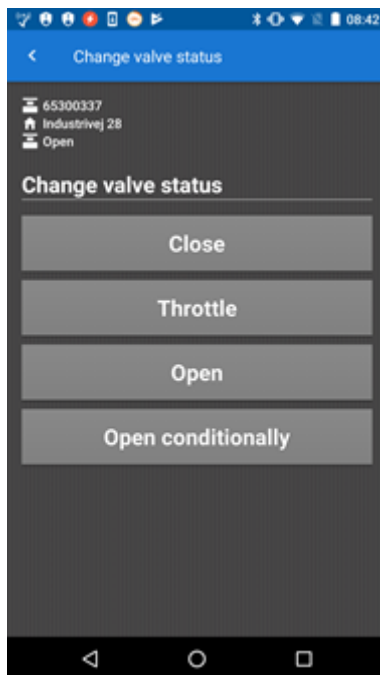 08:42
Change valve status
65300337
Industrivej 28
Open
Change valve status
Close
Throttle
Open
Open conditionally